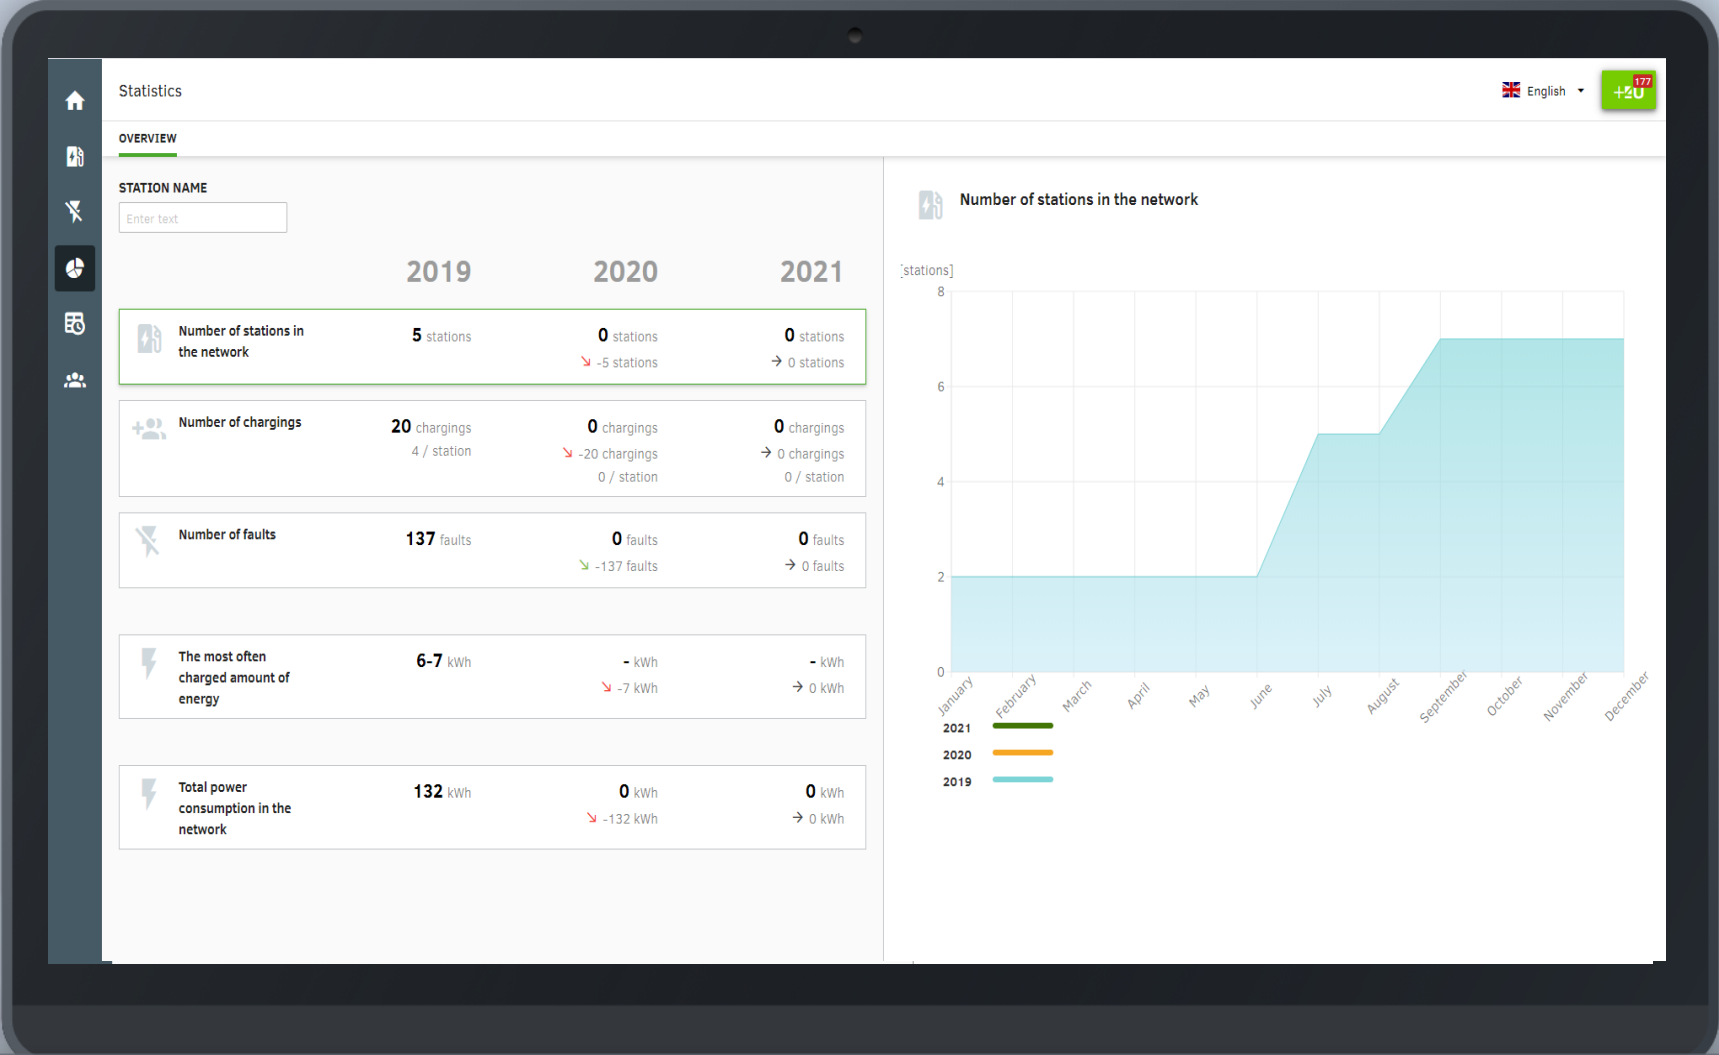 Statistics
English
177
OVERVIEW
STATION NAME
Enter text
2019 2020 2021
Number of stations in the network
5 stations 0 stations 0 stations
-5 stations 0 stations
Number of chargings
20 chargings 0 chargings 0 chargings
4 / station -20 chargings 0 chargings
0 / station 0 / station
Number of faults
137 faults 0 faults 0 faults
-137 faults 0 faults
The most often
charged amount of
energy
6-7 kWh - kWh - kWh
-7 kWh 0 kWh
Total power
consumption in the
network
132 kWh 0 kWh 0 kWh
-132 kWh 0 kWh
Number of stations in the network
[stations]
8
6
4
2
0
January February March April May June July August September October November December
2021
2020
2019